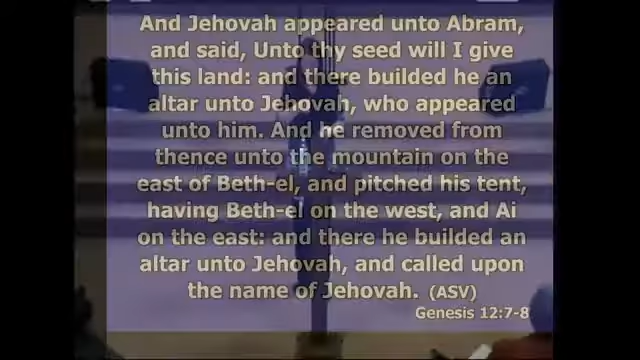 And Jehovah appeared unto Abram,
and said, Unto thy seed will I give
this land: and there builded he an
altar unto Jehovah, who appeared
unto him. And he removed from
thence unto the mountain on the
east of Beth-el, and pitched his tent,
having Beth-el on the west, and Ai
on the east: and there he builded an
altar unto Jehovah, and called upon
the name of Jehovah. (ASV)
Genesis 12:7-8